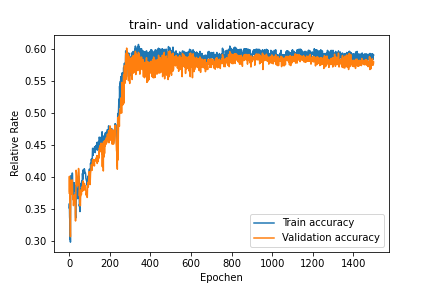 train- und  validation-accuracy
Relative Rate
0.60
0.55
0.50
0.45
0.40
0.35
0.30
0 200 400 600 800 1000 1200 1400
Epochen
Train accuracy
Validation accuracy